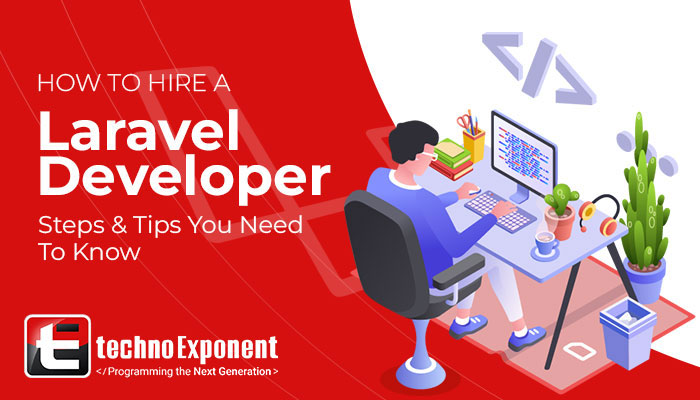 HOW TO HIRE A
Laravel
Developer
Steps & Tips You Need
To Know
technoExponent
</Programming the Next Generation>
</>